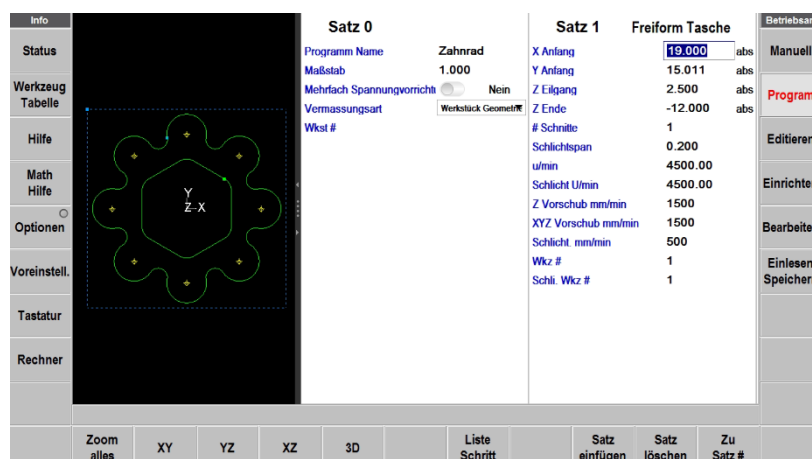 Info
Status
Werkzeug
Tabelle
Hilfe
Math
Hilfe
Optionen
Voreinstell.
Tastatur
Rechner
Y
Z X
Satz 0
Programm Name Zahnrad
Maßstab 1.000
Mehrfach Spannungvorricht Nein
Vermassungsart Werkstück Geometri
Wkst #
Satz 1 Freiform Tasche
X Anfang 19.000 abs
Y Anfang 15.011 abs
Z Eilgang 2.500 abs
Z Ende -12.000 abs
# Schnitte 1
Schlichtspan 0.200
u/min 4500.00
Schlicht U/min 4500.00
Z Vorschub mm/min 1500
XYZ Vorschub mm/min 1500
Schlicht. mm/min 500
Wkz # 1
Schli. Wkz # 1
Betriebsar
Manuell
Program
Editieren
Einrichte
Bearbeite
Einlesen
Speicher
Zoom
alles
XY
YZ
XZ
3D
Liste
Schritt
Satz
einfügen
Satz
löschen
Zu
Satz #